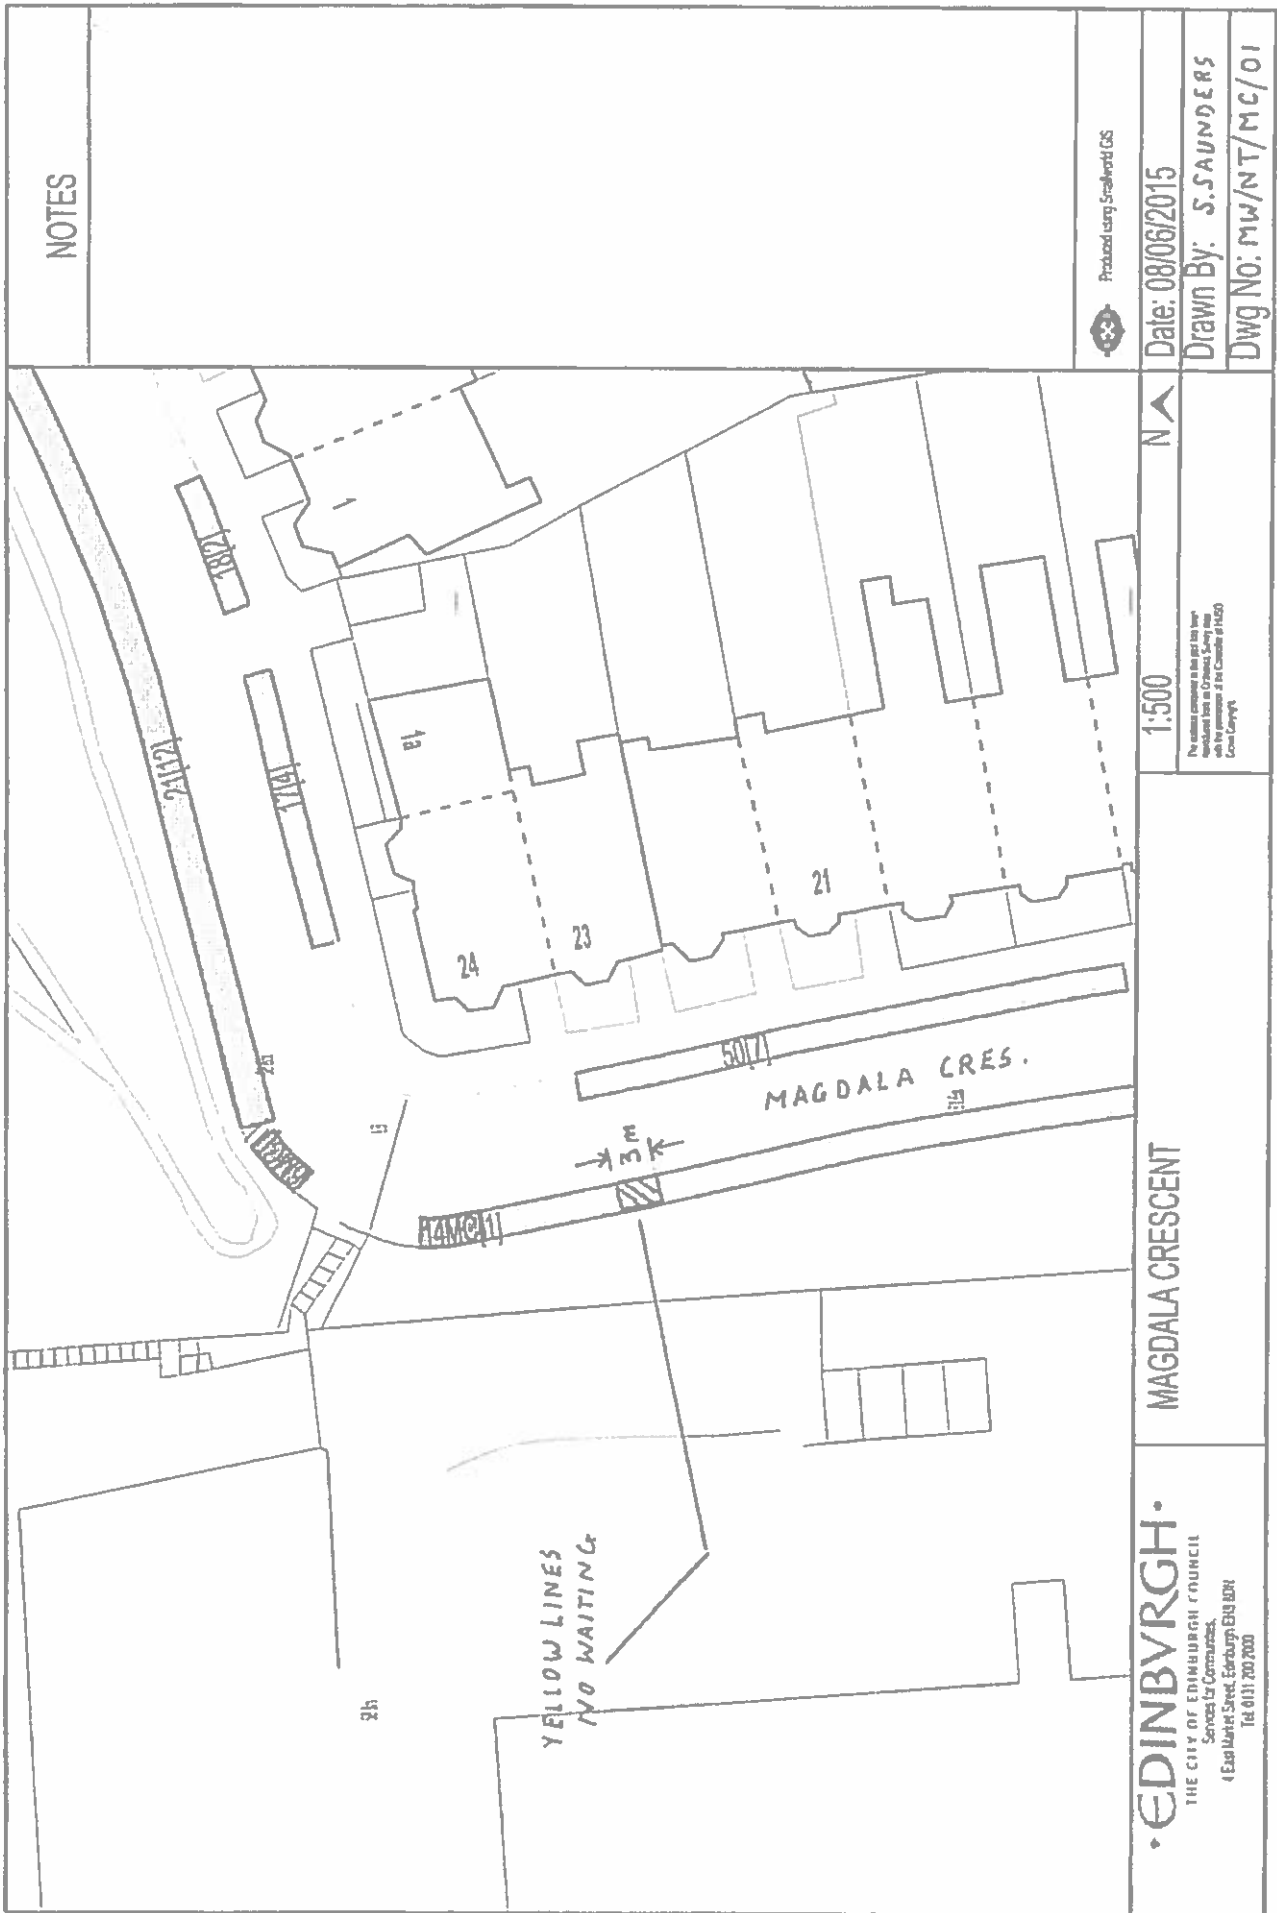 NOTES
1
18[2]
21[12]
17[4]
1a
24
23
21
50[7]
MAGDALA CRES.
3m
14M@[1]
YELLOW LINES
NO WAITING
Produced using Smallworld GIS
Date: 08/06/2015
Drawn By: S.SAUNDERS
Dwg No: MW/NT/MC/01
N
1:500
MAGDALA CRESCENT
·EDINBVRGH·
THE CITY OF EDINBURGH COUNCIL
Services for Communities,
4 East Market Street, Edinburgh EH8 8DN
Tel 0131 200 2000